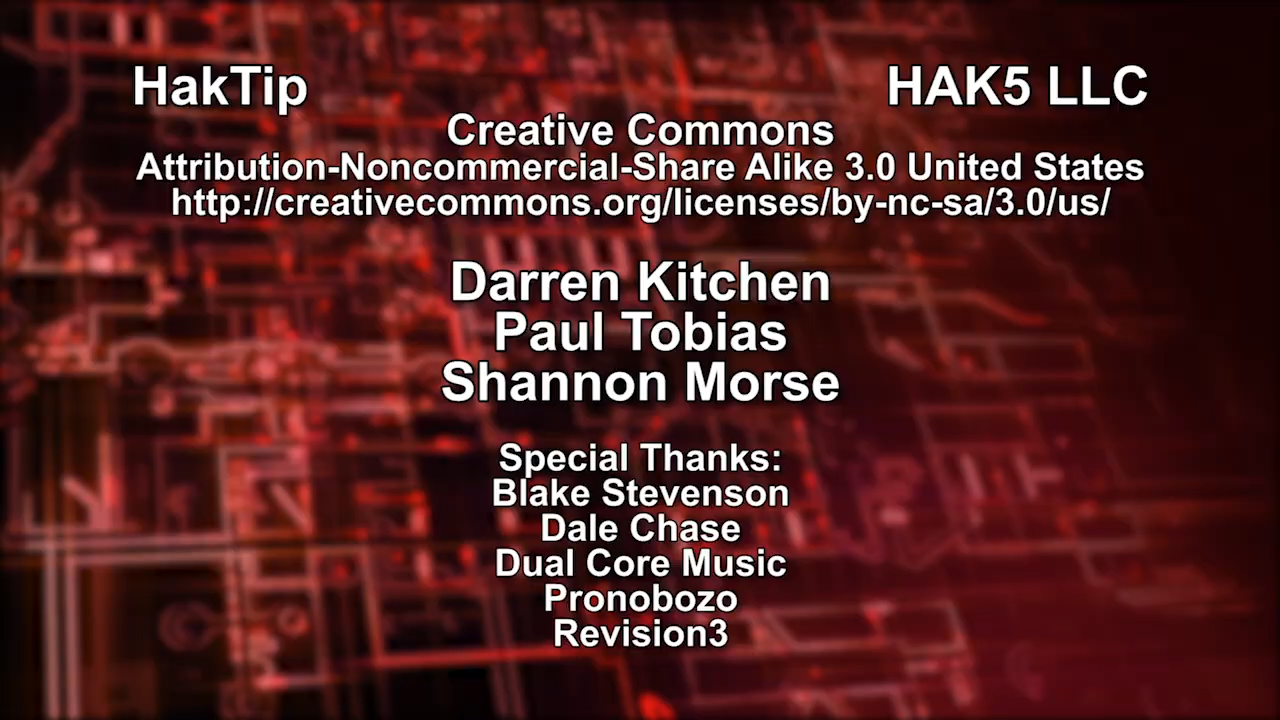 HakTip HAK5 LLC
Creative Commons
Attribution-Noncommercial-Share Alike 3.0 United States
http://creativecommons.org/licenses/by-nc-sa/3.0/us/
Darren Kitchen
Paul Tobias
Shannon Morse
Special Thanks:
Blake Stevenson
Dale Chase
Dual Core Music
Pronobozo
Revision3